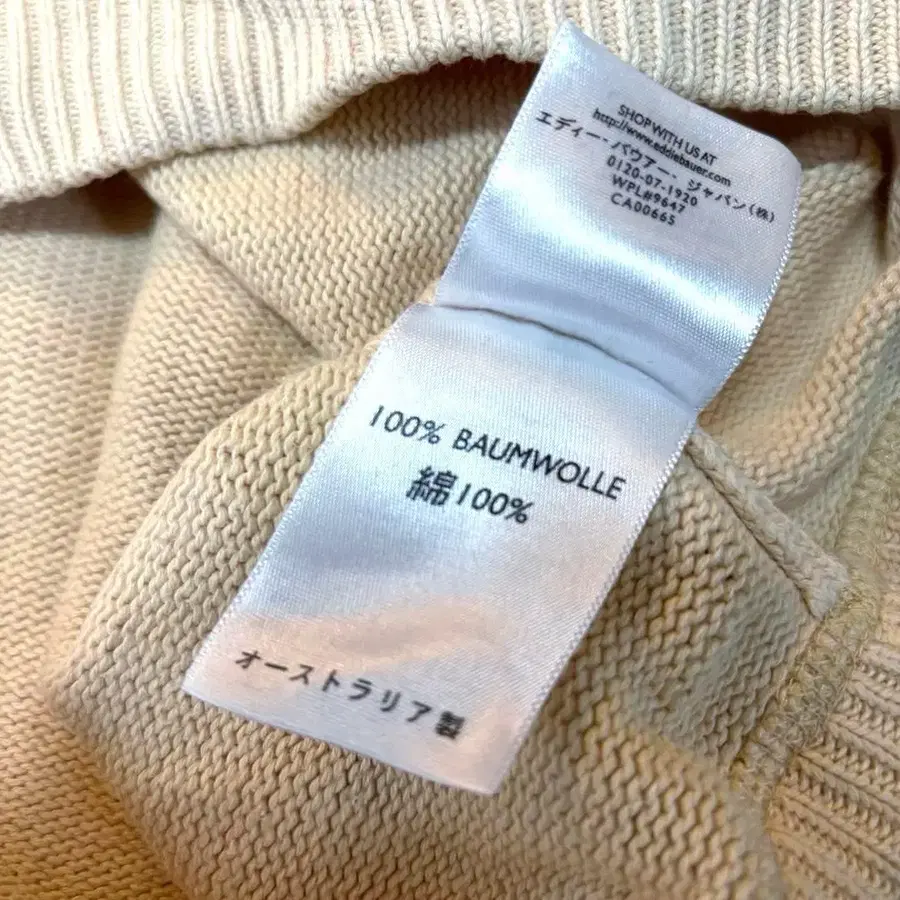 SHOP WITH US AT
http://www.eddiebauer.com
エディー・バウアー・ジャパン(株)
0120-07-1920
WPL#9647
CA00665
100% BAUMWOLLE
綿100%
オーストラリア製